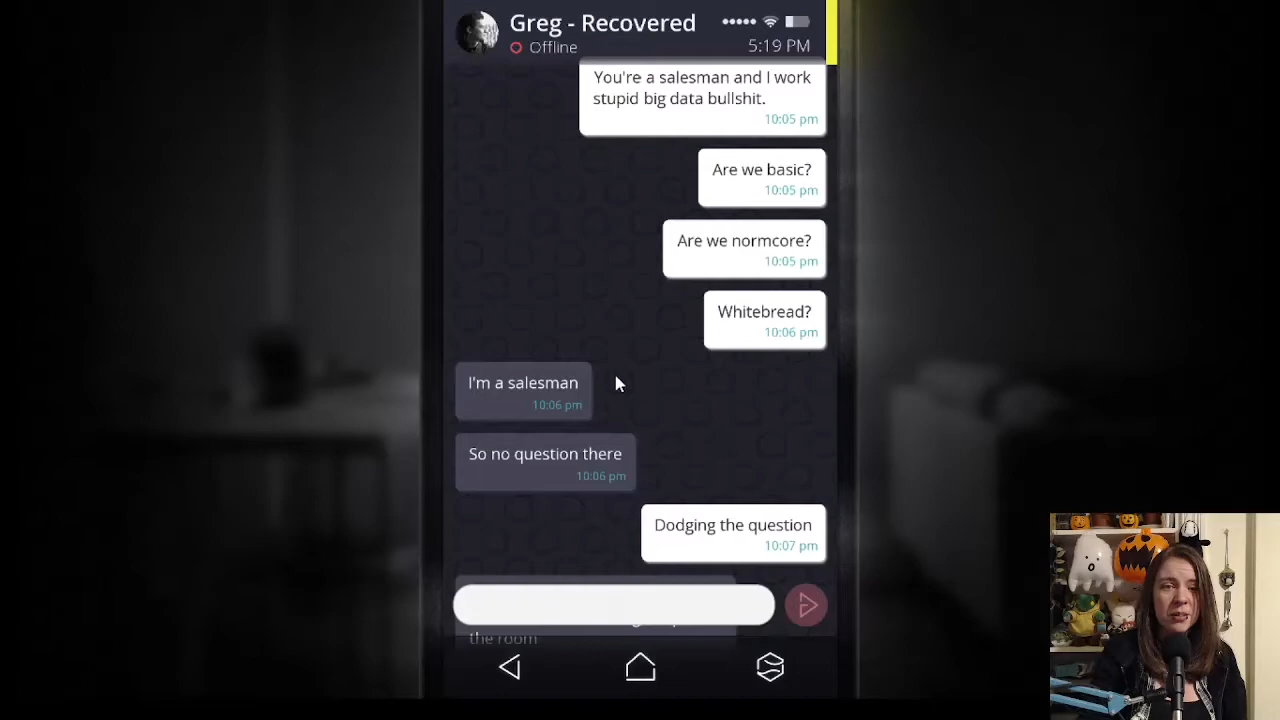 Greg - Recovered
Offline
5:19 PM
You're a salesman and I work
stupid big data bullshit.
10:05 pm
Are we basic?
10:05 pm
Are we normcore?
10:05 pm
Whitebread?
10:06 pm
I'm a salesman
10:06 pm
So no question there
10:06 pm
Dodging the question
10:07 pm
the room